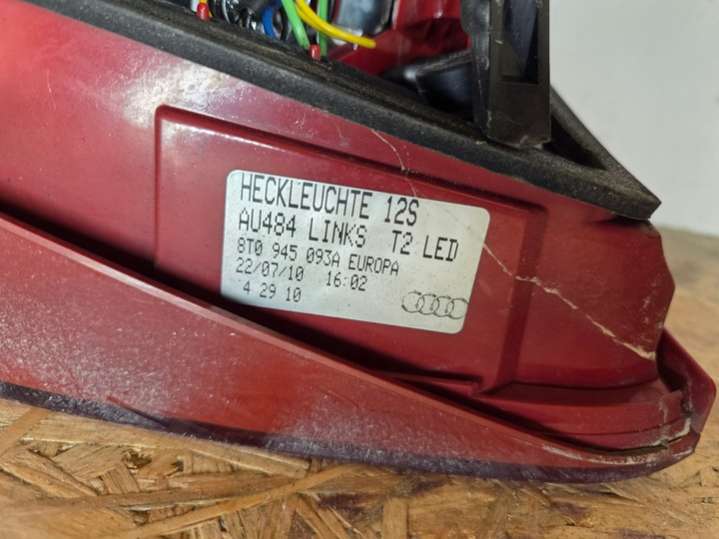 HECKLEUCHTE 12S
AU484 LINKS T2 LED
8T0 945 093A EUROPA
22/07/10 16:02
4 29 10